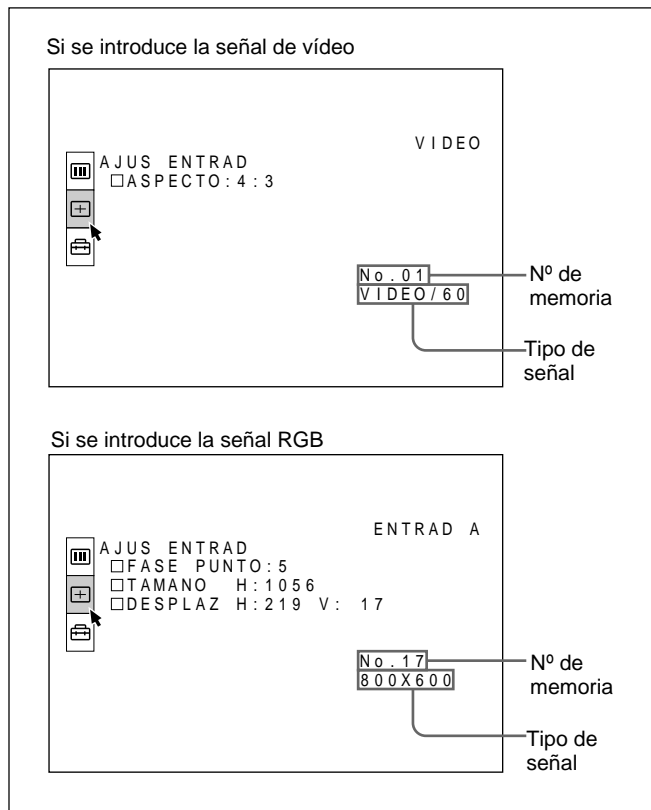 Si se introduce la señal de vídeo
VIDEO
AJUS ENTRAD
□ASPECTO:4:3
No.01
VIDEO/60
Nº de
memoria
Tipo de
señal
Si se introduce la señal RGB
ENTRAD A
AJUS ENTRAD
□FASE PUNTO:5
□TAMANO H:1056
□DESPLAZ H:219 V: 17
No.17
800X600
Nº de
memoria
Tipo de
señal